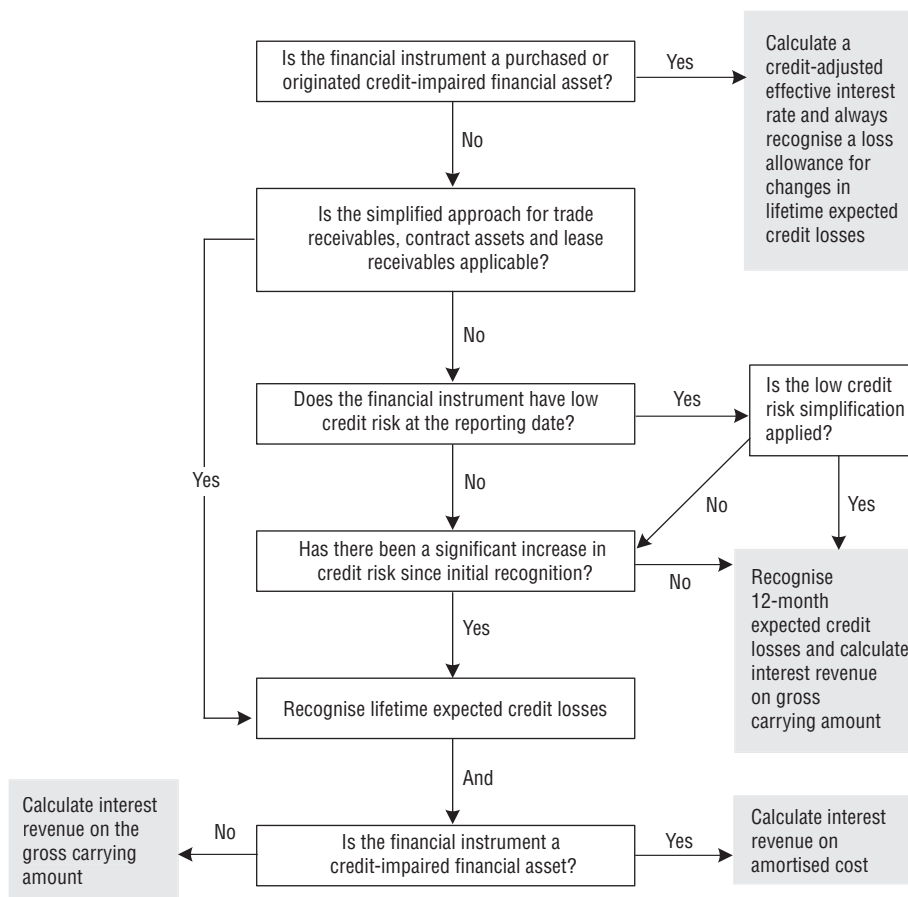 Is the financial instrument a purchased or
originated credit-impaired financial asset?
Yes
Calculate a
credit-adjusted
effective interest
rate and always
recognise a loss
allowance for
changes in
lifetime expected
credit losses
No
Is the simplified approach for trade
receivables, contract assets and lease
receivables applicable?
No
Does the financial instrument have low
credit risk at the reporting date?
Yes
Is the low credit
risk simplification
applied?
Yes
No
No
Yes
Has there been a significant increase in
credit risk since initial recognition?
No
Recognise
12-month
expected credit
losses and calculate
interest revenue
on gross
carrying amount
Yes
Recognise lifetime expected credit losses
And
Calculate interest
revenue on the
gross carrying
amount
No
Is the financial instrument a
credit-impaired financial asset?
Yes
Calculate interest
revenue on
amortised cost